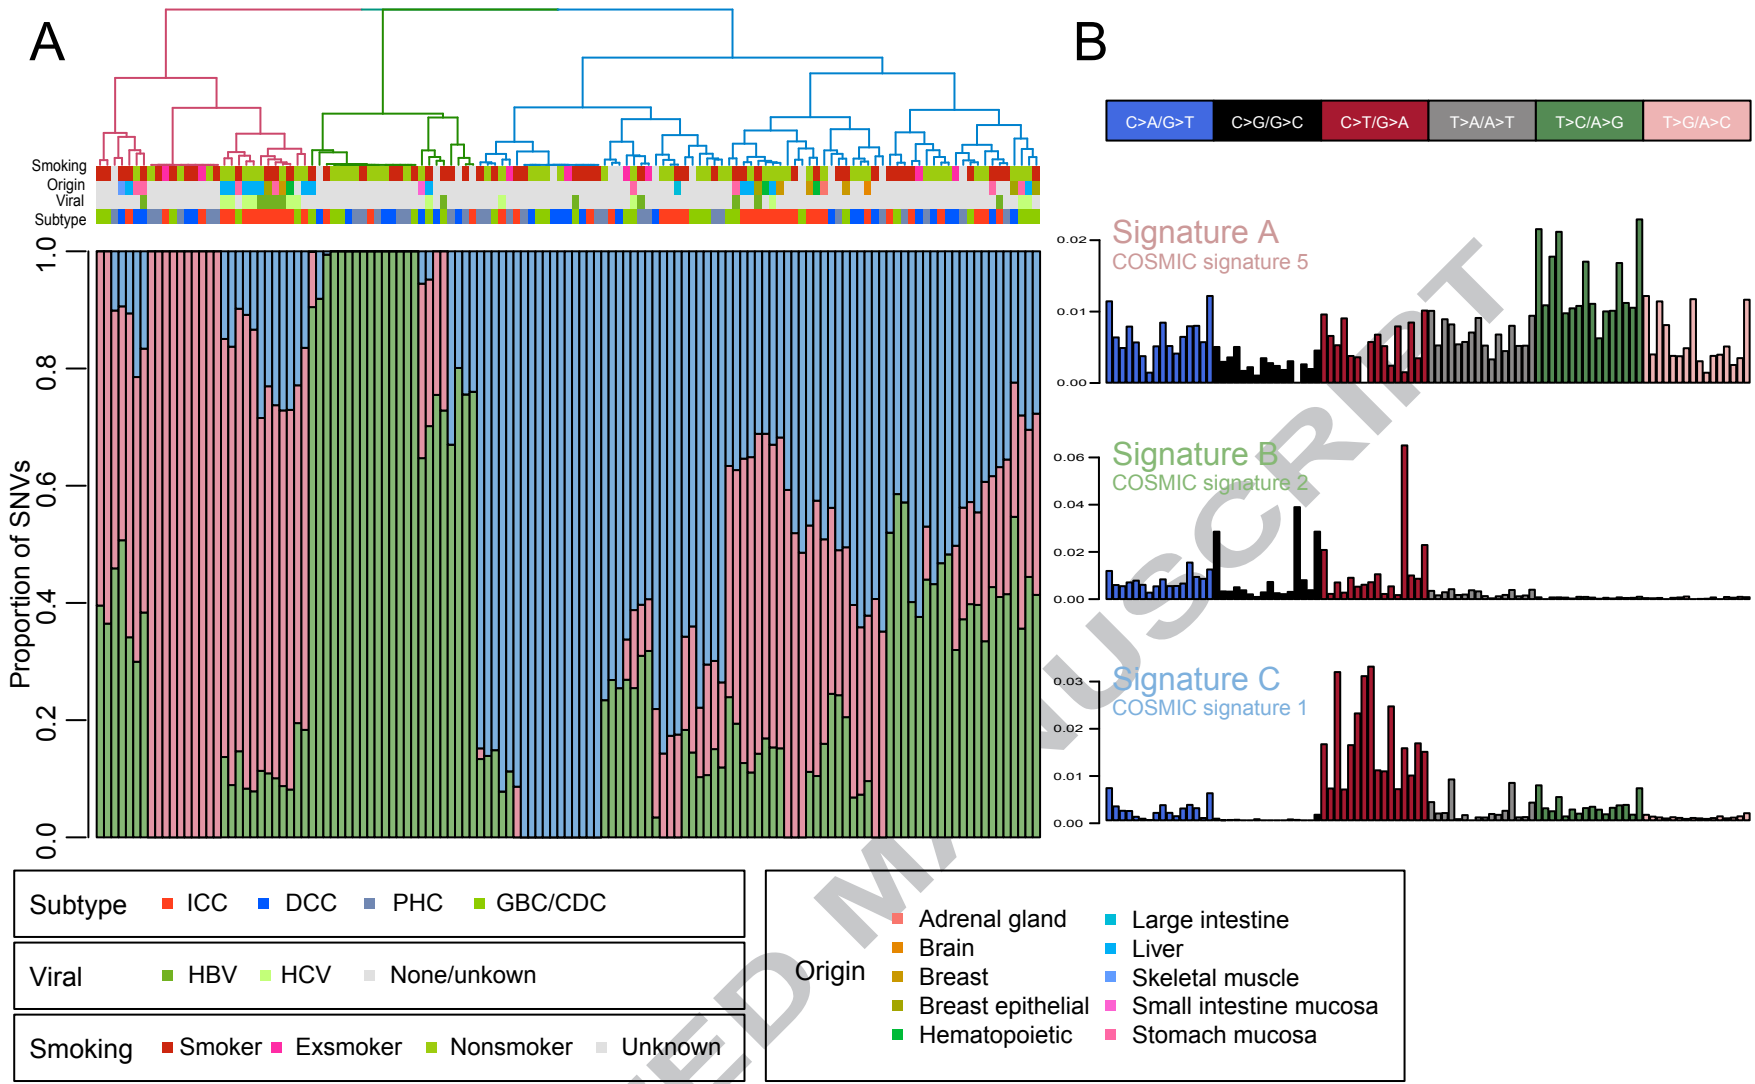 A
B
C>A/G>T C>G/G>C C>T/G>A T>A/A>T T>C/A>G T>G/A>C
Smoking
Origin
Viral
Subtype
Proportion of SNVs
1.0
0.8
0.6
0.4
0.2
0.0
Signature A
COSMIC signature 5
0.02
0.01
0.00
Signature B
COSMIC signature 2
0.06
0.04
0.02
0.00
Signature C
COSMIC signature 1
0.03
0.02
0.01
0.00
Subtype ICC DCC PHC GBC/CDC
Viral HBV HCV None/unkown
Smoking Smoker Exsmoker Nonsmoker Unknown
Origin
Adrenal gland Large intestine
Brain Liver
Breast Skeletal muscle
Breast epithelial Small intestine mucosa
Hematopoietic Stomach mucosa